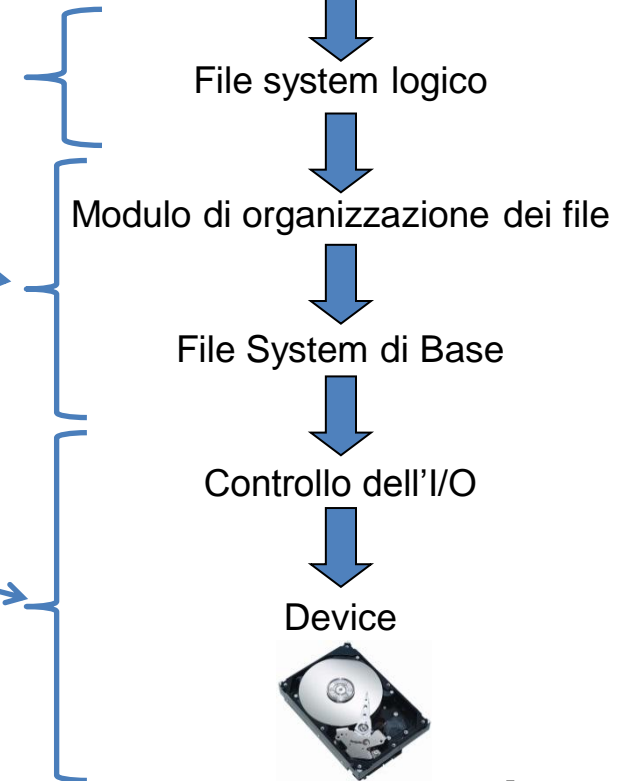 File system logico
Modulo di organizzazione dei file
File System di Base
Controllo dell'I/O
Device